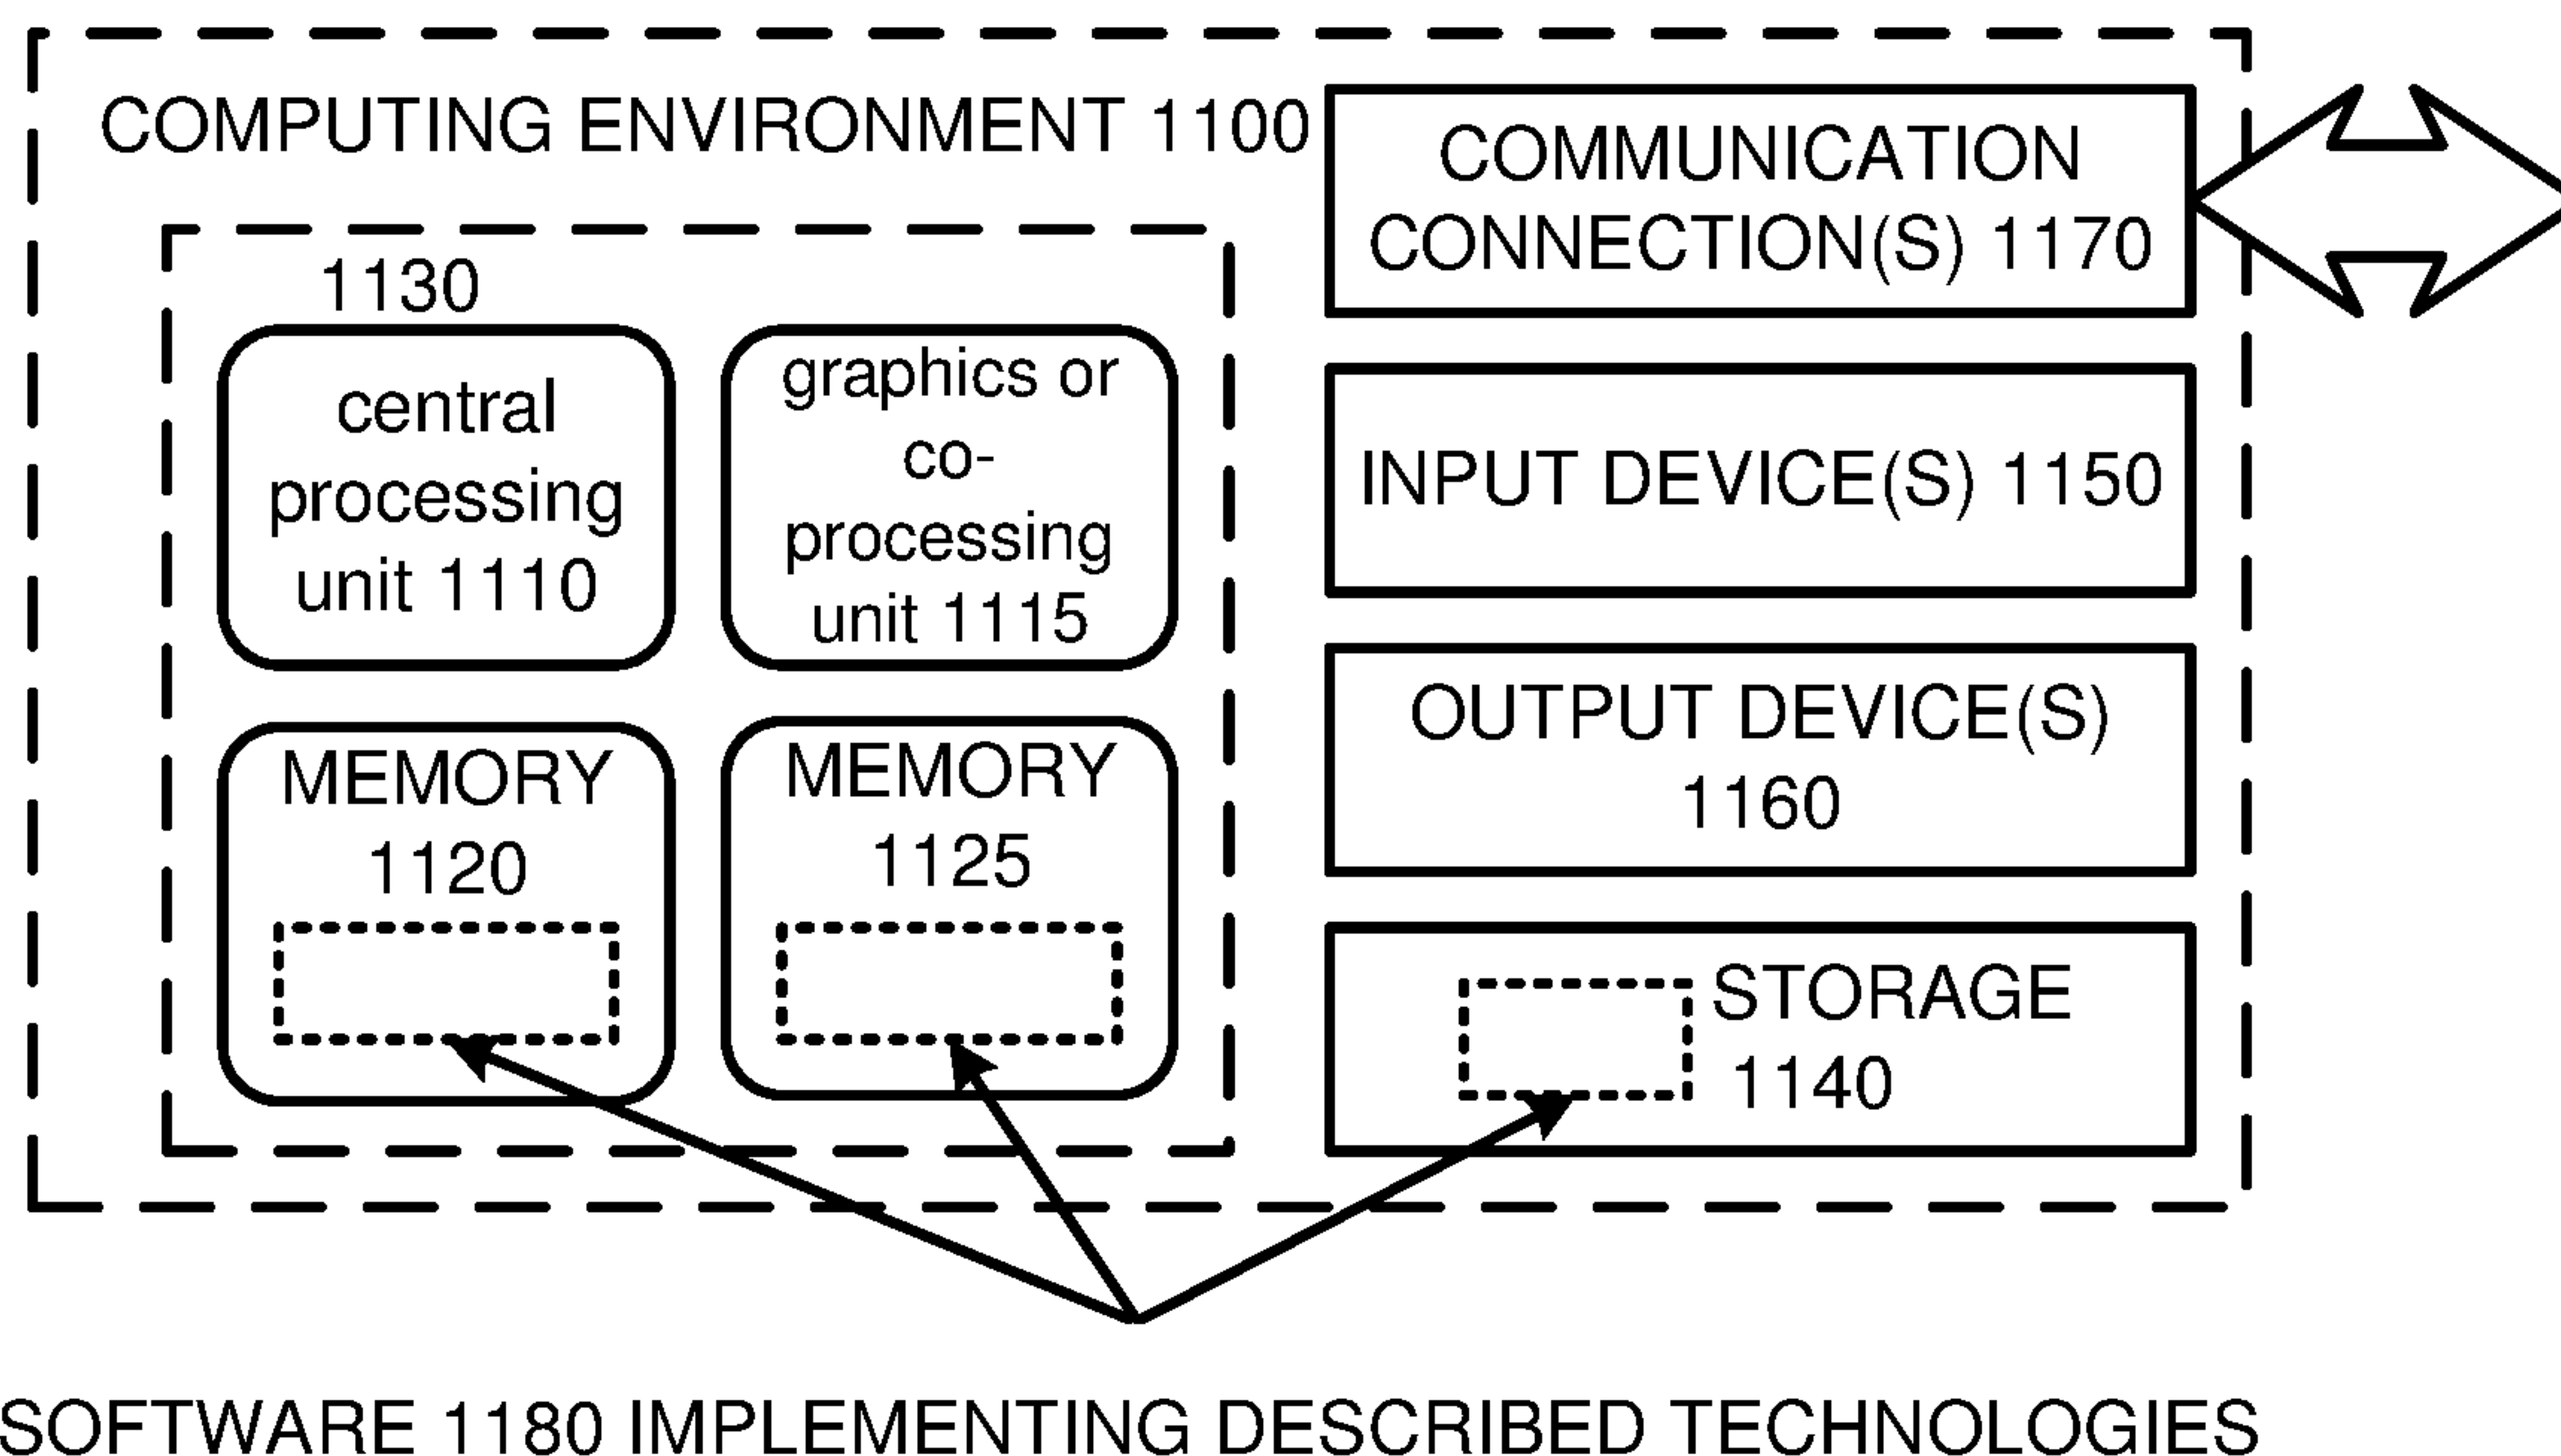 COMPUTING ENVIRONMENT 1100
1130
central
processing
unit 1110
graphics or
co-
processing
unit 1115
MEMORY
1120
MEMORY
1125
COMMUNICATION
CONNECTION(S) 1170
INPUT DEVICE(S) 1150
OUTPUT DEVICE(S)
1160
STORAGE
1140
SOFTWARE 1180 IMPLEMENTING DESCRIBED TECHNOLOGIES